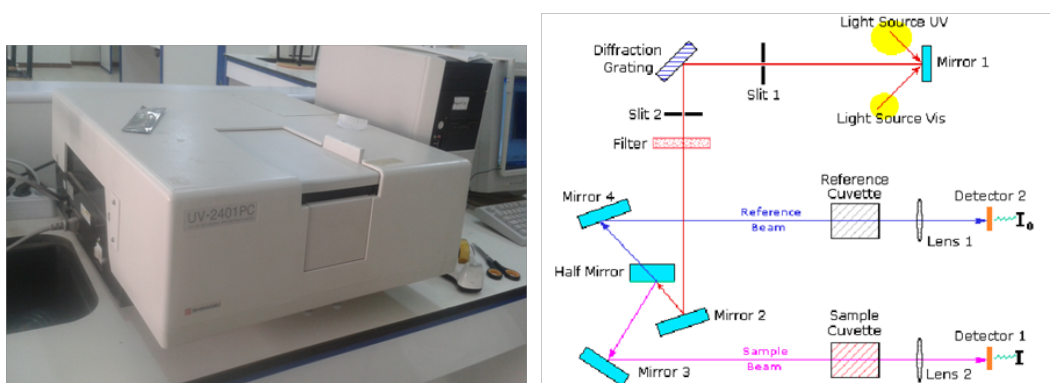 UV-2401PC
Light Source UV
Diffraction
Grating
Mirror 1
Slit 1
Light Source Vis
Slit 2
Filter
Mirror 4
Reference
Cuvette
Detector 2
Reference
Beam
I₀
Lens 1
Half Mirror
Mirror 2
Sample
Cuvette
Detector 1
Sample
Beam
I
Mirror 3
Lens 2